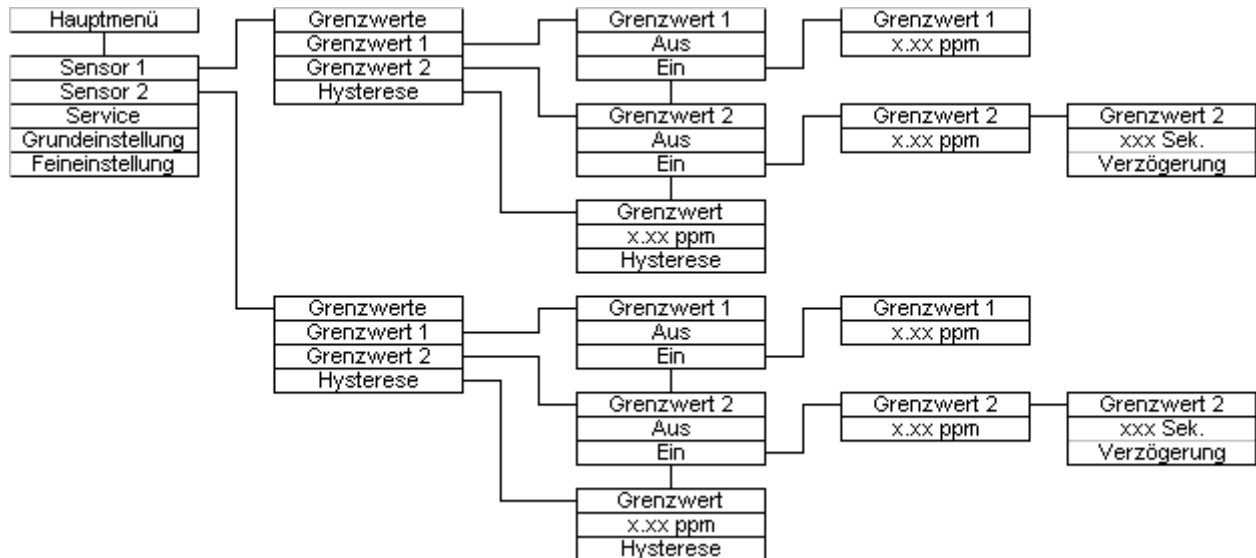 Hauptmenü
Sensor 1
Sensor 2
Service
Grundeinstellung
Feineinstellung
Grenzwerte
Grenzwert 1
Grenzwert 2
Hysterese
Grenzwert 1
Aus
Ein
Grenzwert 1
x.xx ppm
Grenzwert 2
Aus
Ein
Grenzwert 2
x.xx ppm
Grenzwert 2
xxx Sek.
Verzögerung
Grenzwert
x.xx ppm
Hysterese
Grenzwerte
Grenzwert 1
Grenzwert 2
Hysterese
Grenzwert 1
Aus
Ein
Grenzwert 1
x.xx ppm
Grenzwert 2
Aus
Ein
Grenzwert 2
x.xx ppm
Grenzwert 2
xxx Sek.
Verzögerung
Grenzwert
x.xx ppm
Hysterese